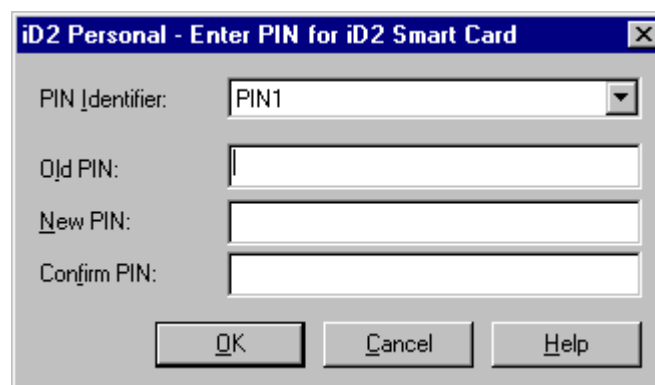 iD2 Personal - Enter PIN for iD2 Smart Card
PIN Identifier: PIN1
Old PIN:
New PIN:
Confirm PIN:
OK Cancel Help